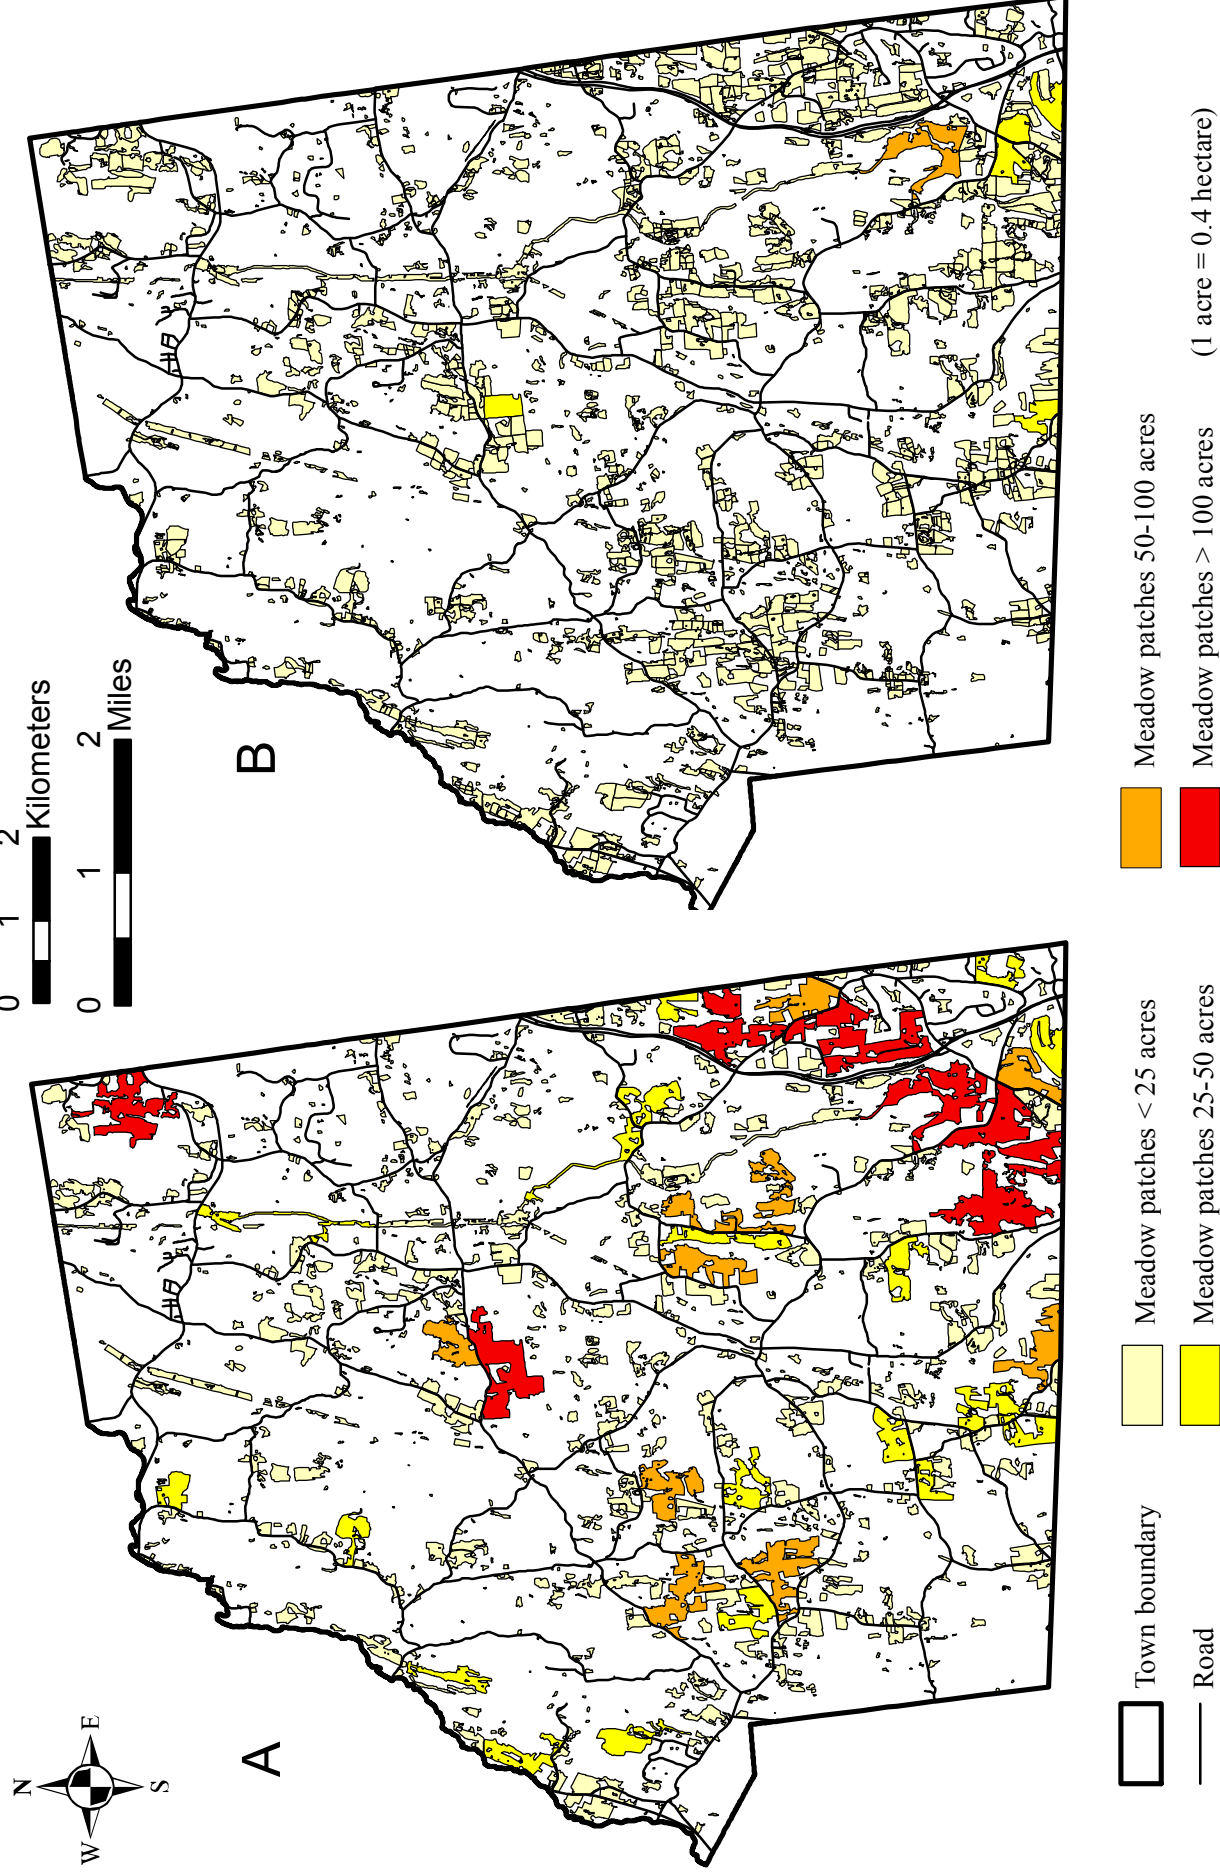 N
W
E
S
A
B
0 1 2
Kilometers
0 1 2
Miles
Town boundary
Road
Meadow patches < 25 acres
Meadow patches 25-50 acres
Meadow patches 50-100 acres
Meadow patches > 100 acres
(1 acre = 0.4 hectare)